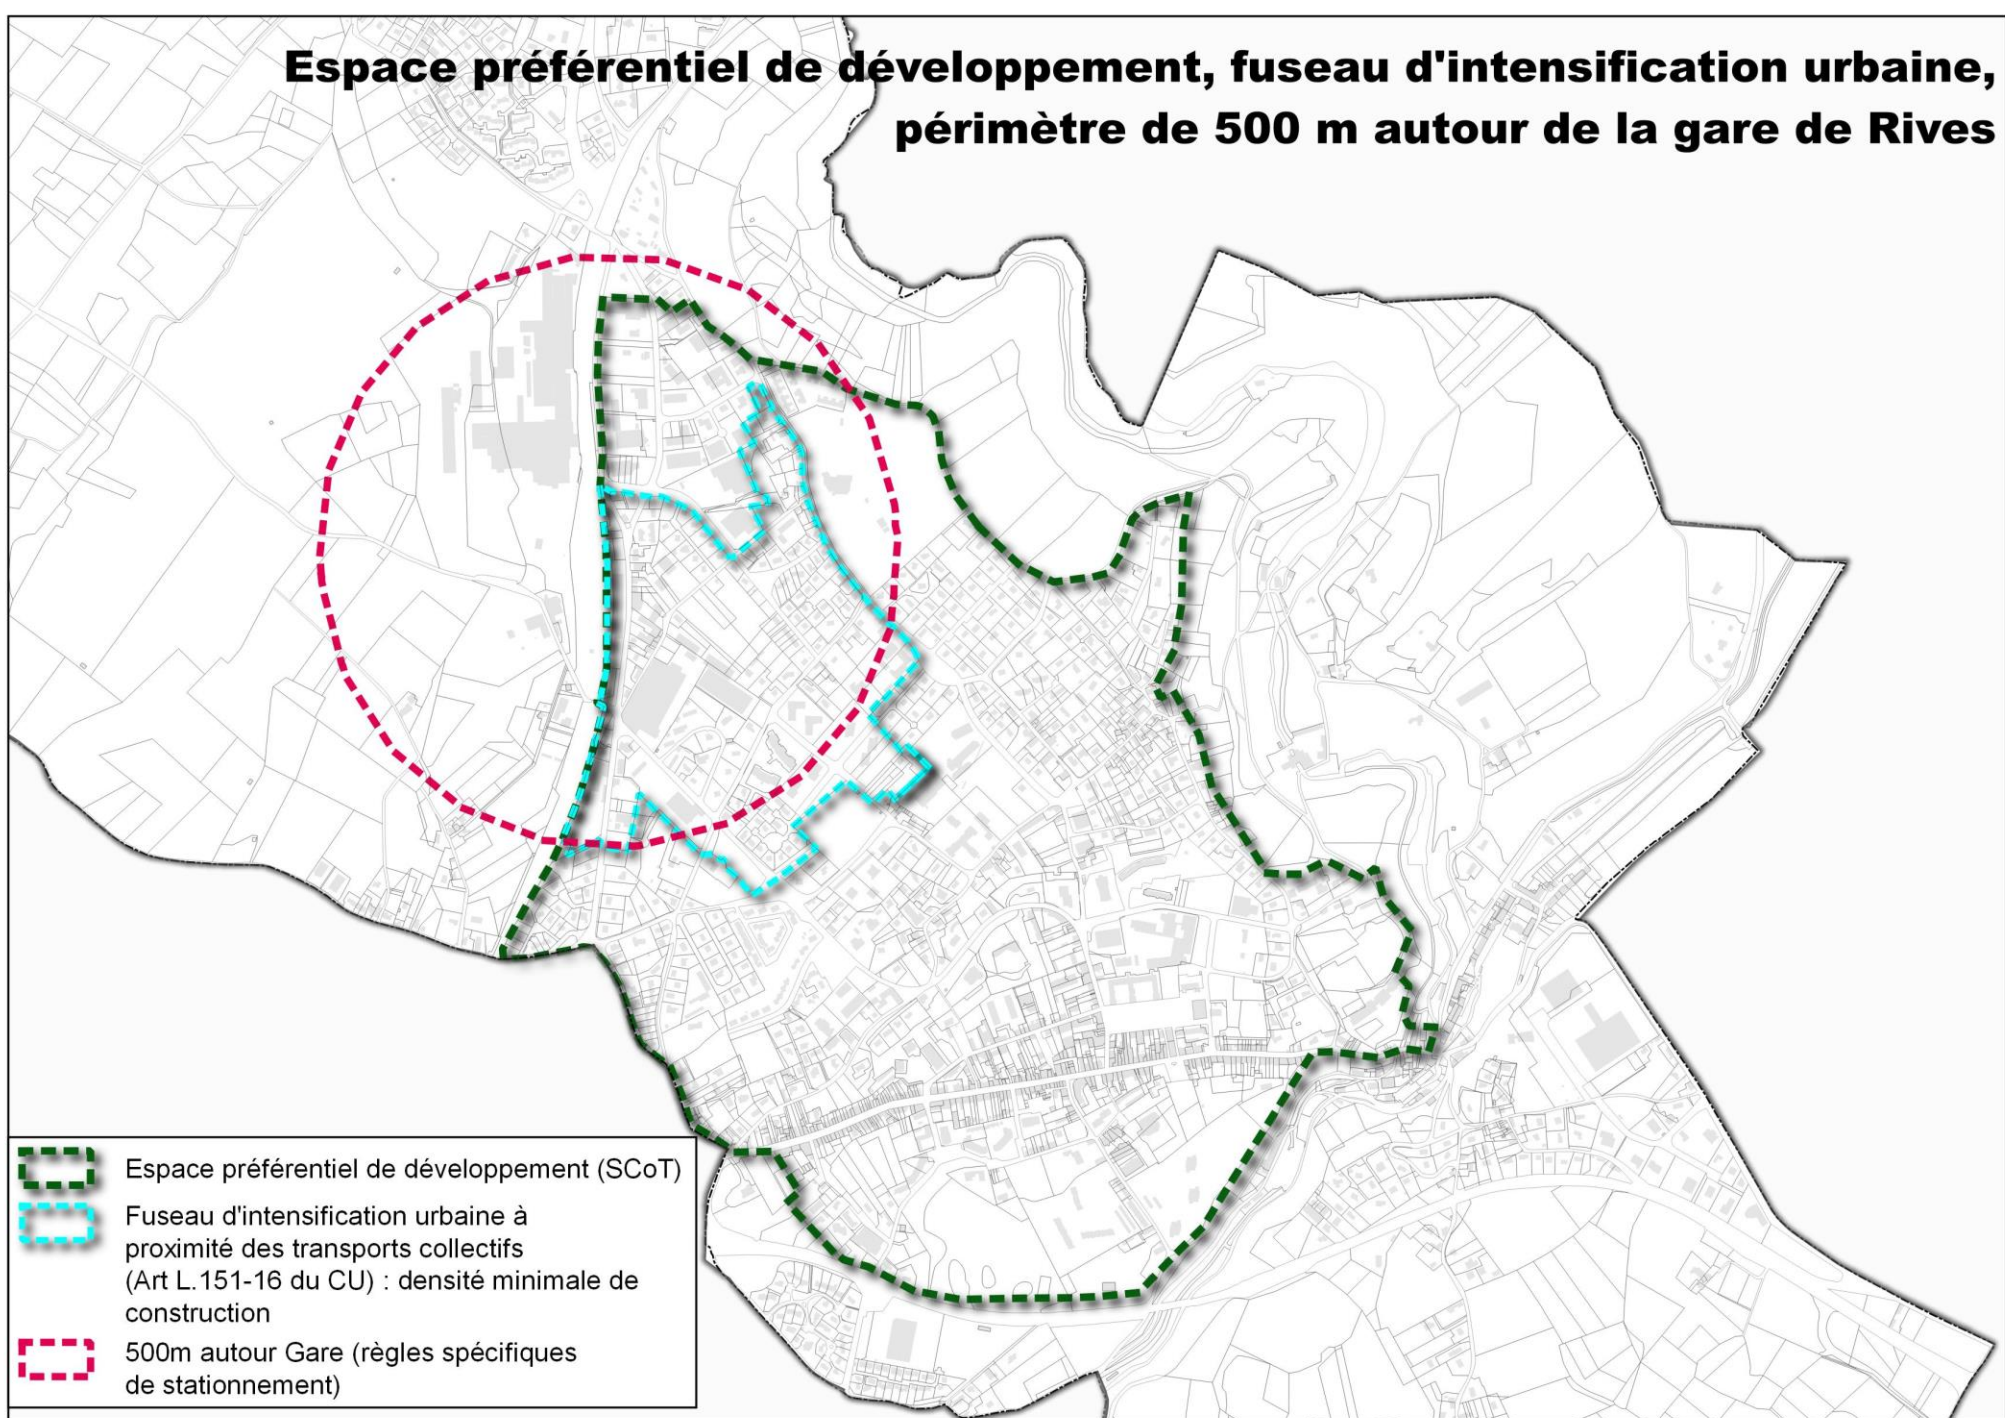 Espace préférentiel de développement, fuseau d'intensification urbaine,
périmètre de 500 m autour de la gare de Rives
Espace préférentiel de développement (SCoT)
Fuseau d'intensification urbaine à
proximité des transports collectifs
(Art L.151-16 du CU) : densité minimale de
construction
500m autour Gare (règles spécifiques
de stationnement)